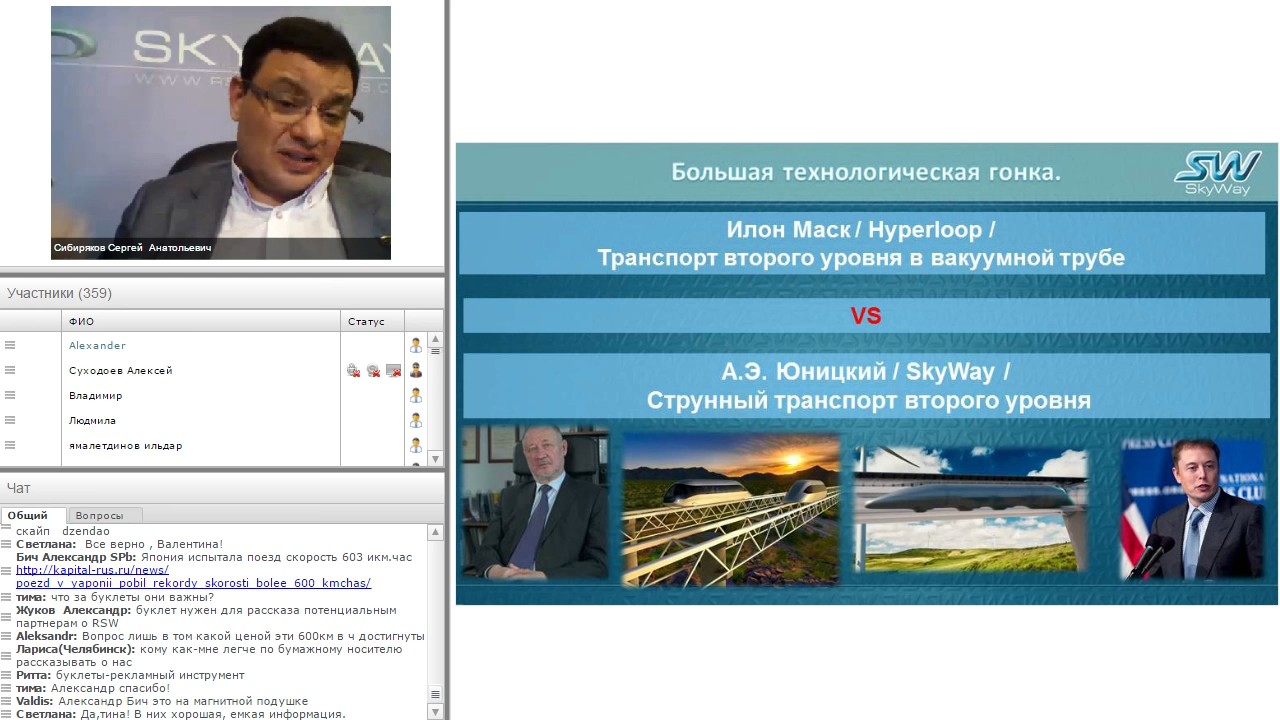 SKYWAY
Сибиряков Сергей Анатольевич
Участники (359)
ФИО
Статус
Alexander
Суходоев Алексей
Владимир
Людмила
ямалетдинов ильдар
Чат
Общий
Вопросы
скайп dzendao
Светлана: Все верно , Валентина!
Бич Александр SPb: Япония испытала поезд скорость 603 икм.час
http://kapital-rus.ru/news/
poezd_v_yaponii_pobil_rekordy_skorosti_bolee_600_kmchas/
тима: что за буклеты они важны?
Жуков Александр: буклет нужен для рассказа потенциальным
партнерам о RSW
Aleksandr: Вопрос лишь в том какой ценой эти 600км в ч достигнуты
Лариса(Челябинск): кому как-мне легче по бумажному носителю
рассказывать о нас
Ритта: буклеты-рекламный инструмент
тима: Александр спасибо!
Valdis: Александр Бич это на магнитной подушке
Светлана: Да,тина! В них хорошая, емкая информация.
Большая технологическая гонка.
SW
SkyWay
Илон Маск / Hyperloop /
Транспорт второго уровня в вакуумной трубе
VS
А.Э. Юницкий / SkyWay /
Струнный транспорт второго уровня